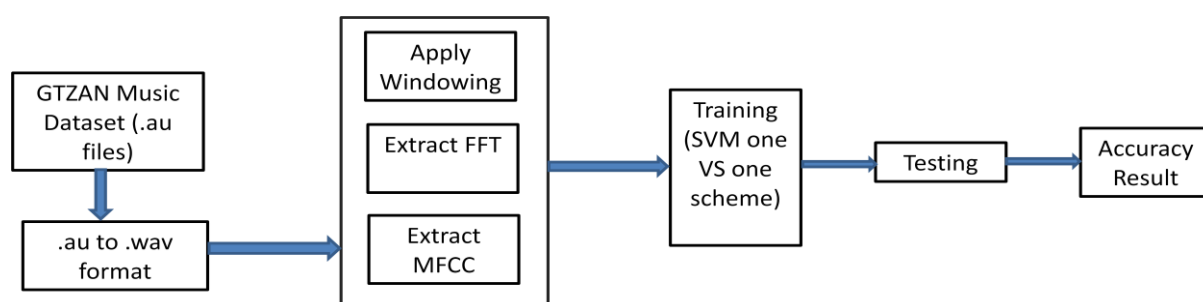 GTZAN Music
Dataset (.au
files)
.au to .wav
format
Apply
Windowing
Extract FFT
Extract
MFCC
Training
(SVM one
VS one
scheme)
Testing
Accuracy
Result